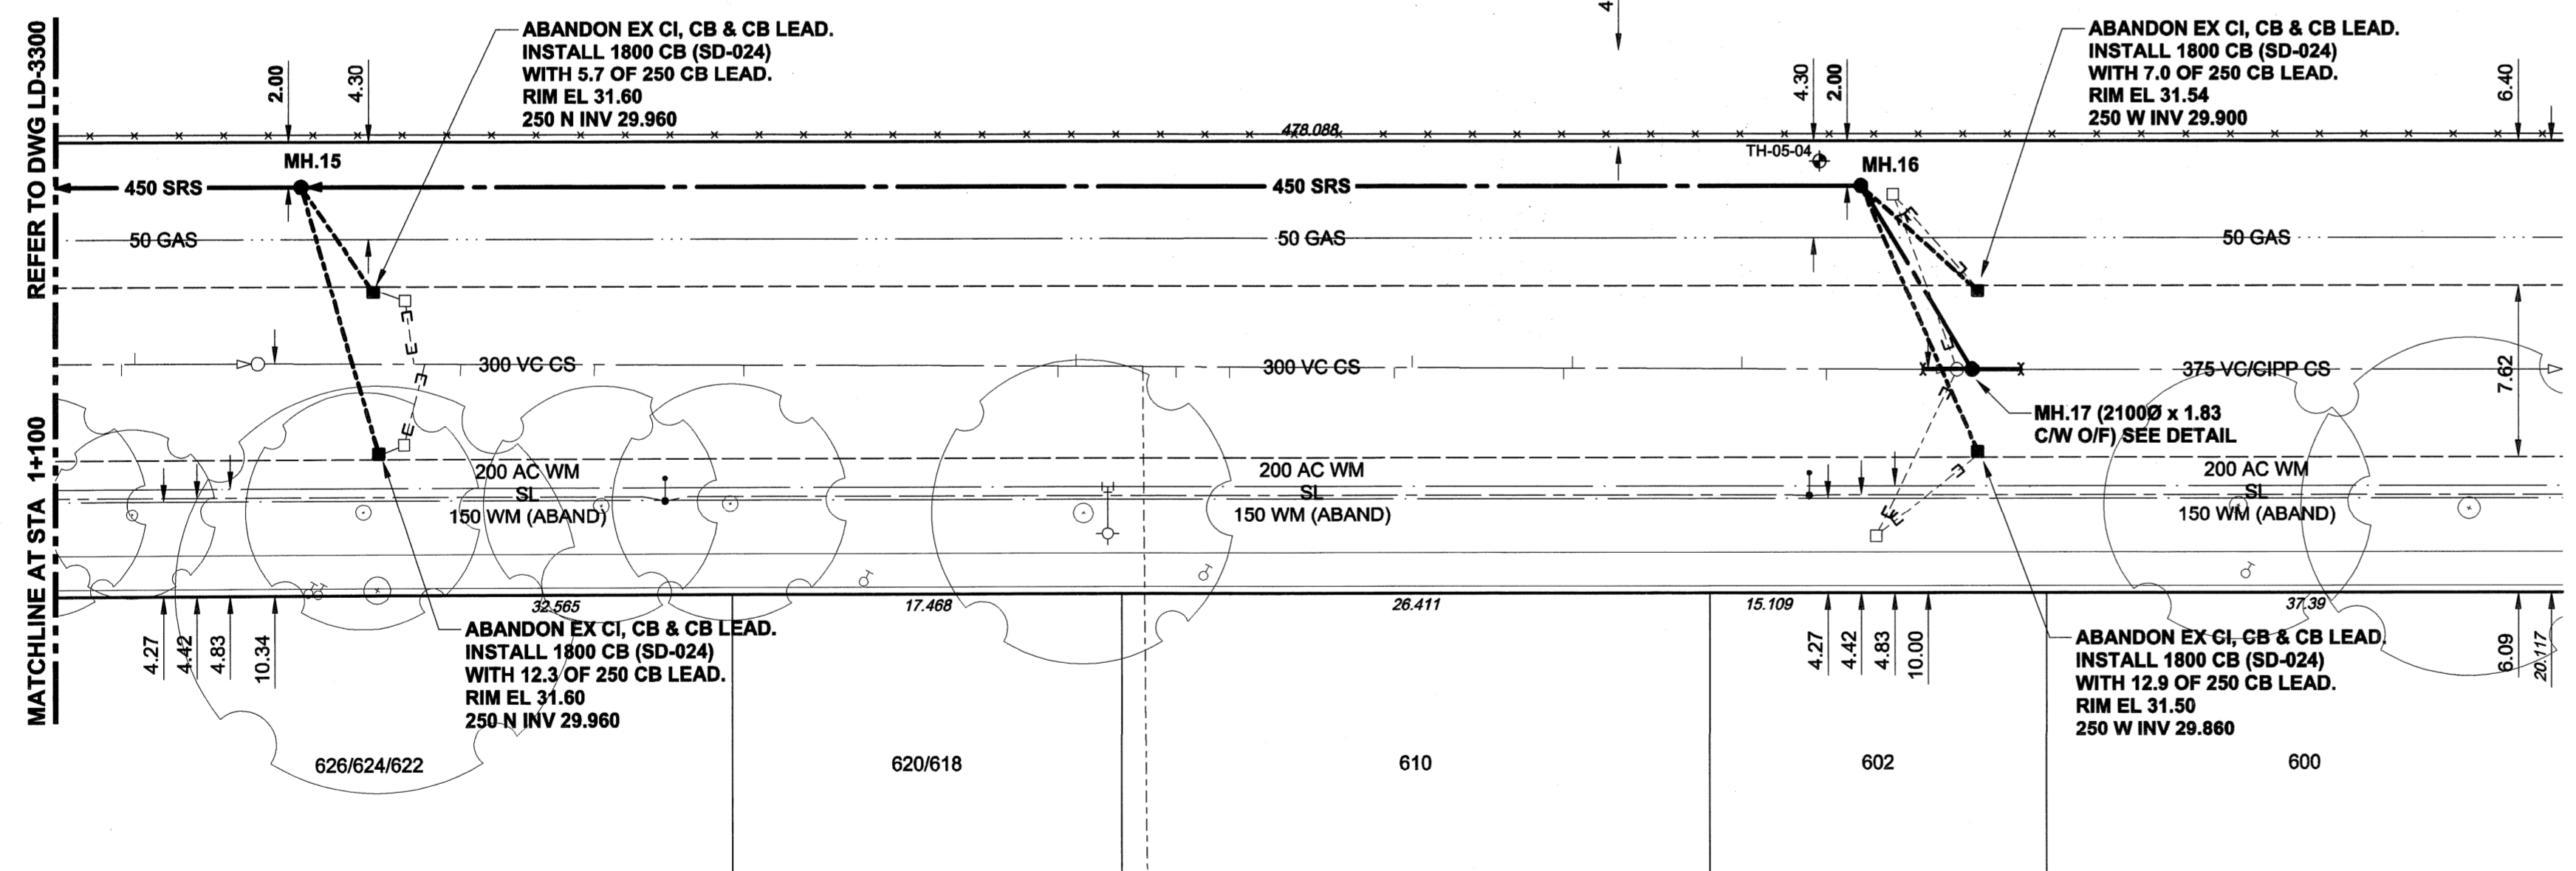 REFER TO DWG LD-3300
MATCHLINE AT STA 1+100
ABANDON EX CI, CB & CB LEAD.
INSTALL 1800 CB (SD-024)
WITH 5.7 OF 250 CB LEAD.
RIM EL 31.60
250 N INV 29.960
4
ABANDON EX CI, CB & CB LEAD.
INSTALL 1800 CB (SD-024)
WITH 7.0 OF 250 CB LEAD.
RIM EL 31.54
250 W INV 29.900
2.00
4.30
4.30
2.00
6.40
478.088
MH.15
TH-05-04
MH.16
450 SRS
450 SRS
50 GAS
50 GAS
50 GAS
300 VC CS
300 VC CS
375 VC/CIPP CS
7.62
MH.17 (2100Ø x 1.83
C/W O/F) SEE DETAIL
200 AC WM
SL
150 WM (ABAND)
200 AC WM
SL
150 WM (ABAND)
200 AC WM
SL
150 WM (ABAND)
32.565
17.468
26.411
15.109
37.39
4.27
4.42
4.83
10.34
4.27
4.42
4.83
10.00
6.09
20.117
ABANDON EX CI, CB & CB LEAD.
INSTALL 1800 CB (SD-024)
WITH 12.3 OF 250 CB LEAD.
RIM EL 31.60
250 N INV 29.960
ABANDON EX CI, CB & CB LEAD.
INSTALL 1800 CB (SD-024)
WITH 12.9 OF 250 CB LEAD.
RIM EL 31.50
250 W INV 29.860
626/624/622
620/618
610
602
600